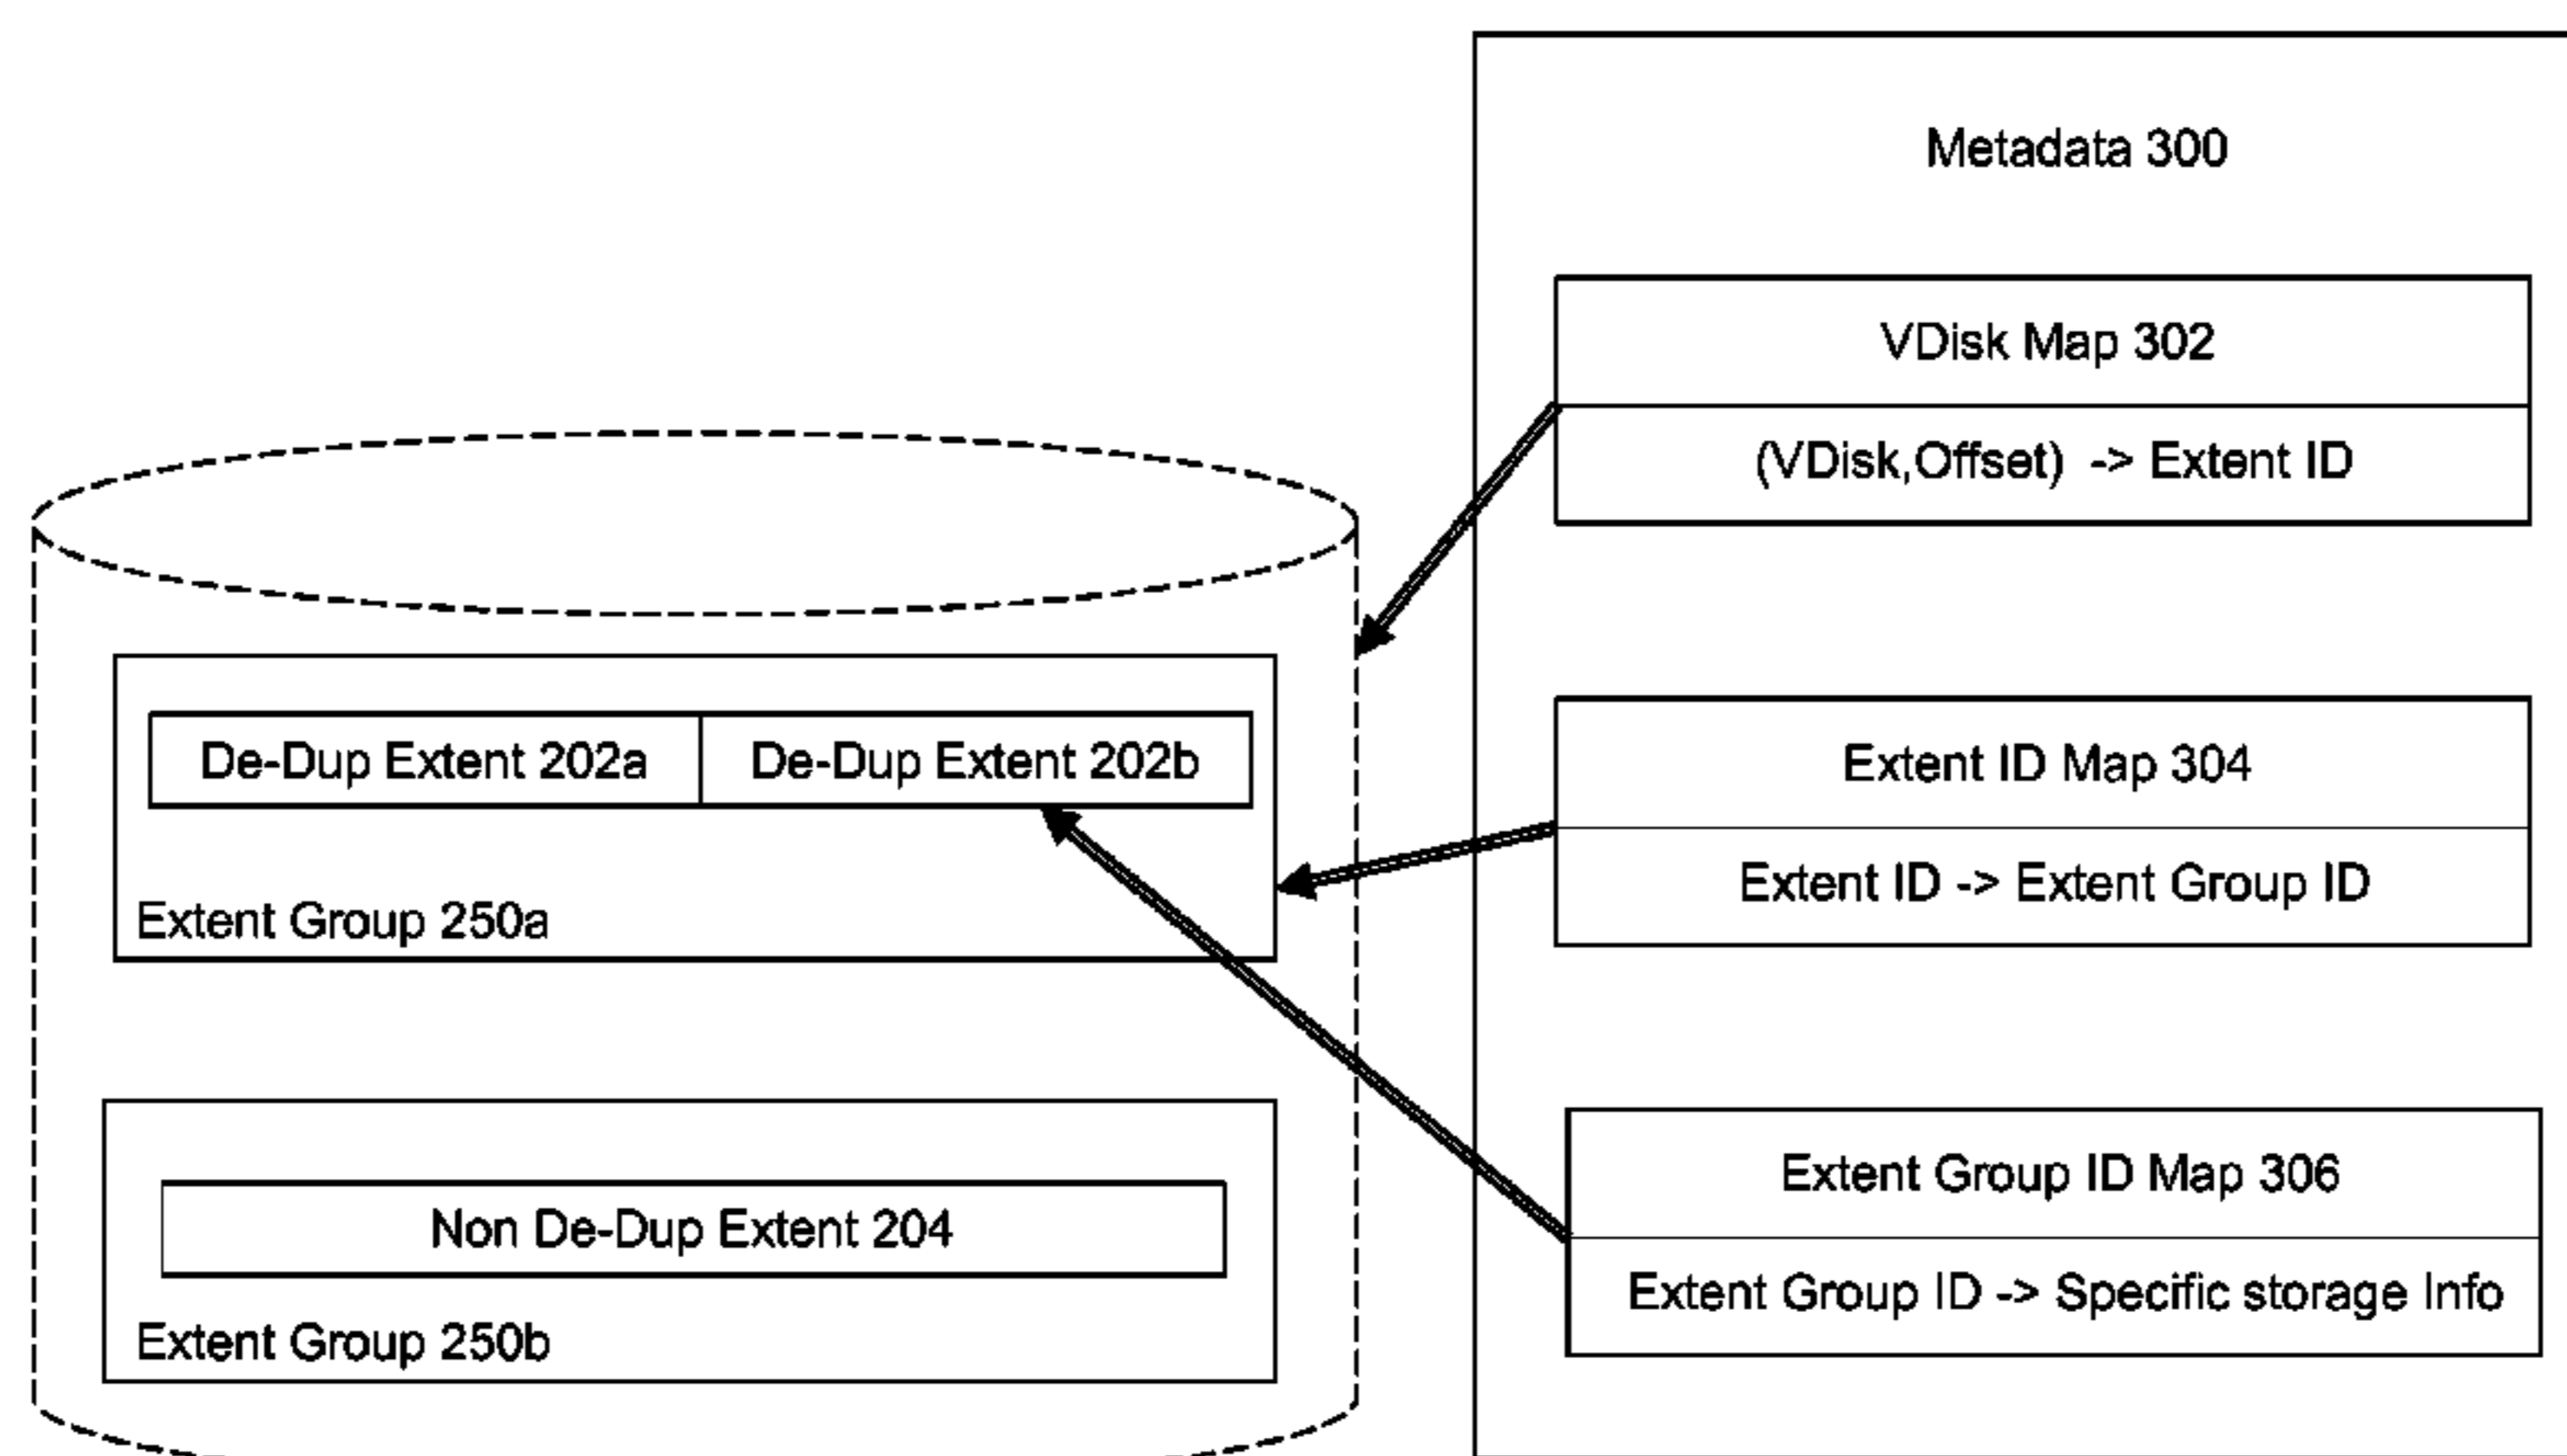 Metadata 300
VDisk Map 302
(VDisk,Offset) -> Extent ID
De-Dup Extent 202a
De-Dup Extent 202b
Extent Group 250a
Extent ID Map 304
Extent ID -> Extent Group ID
Non De-Dup Extent 204
Extent Group 250b
Extent Group ID Map 306
Extent Group ID -> Specific storage Info